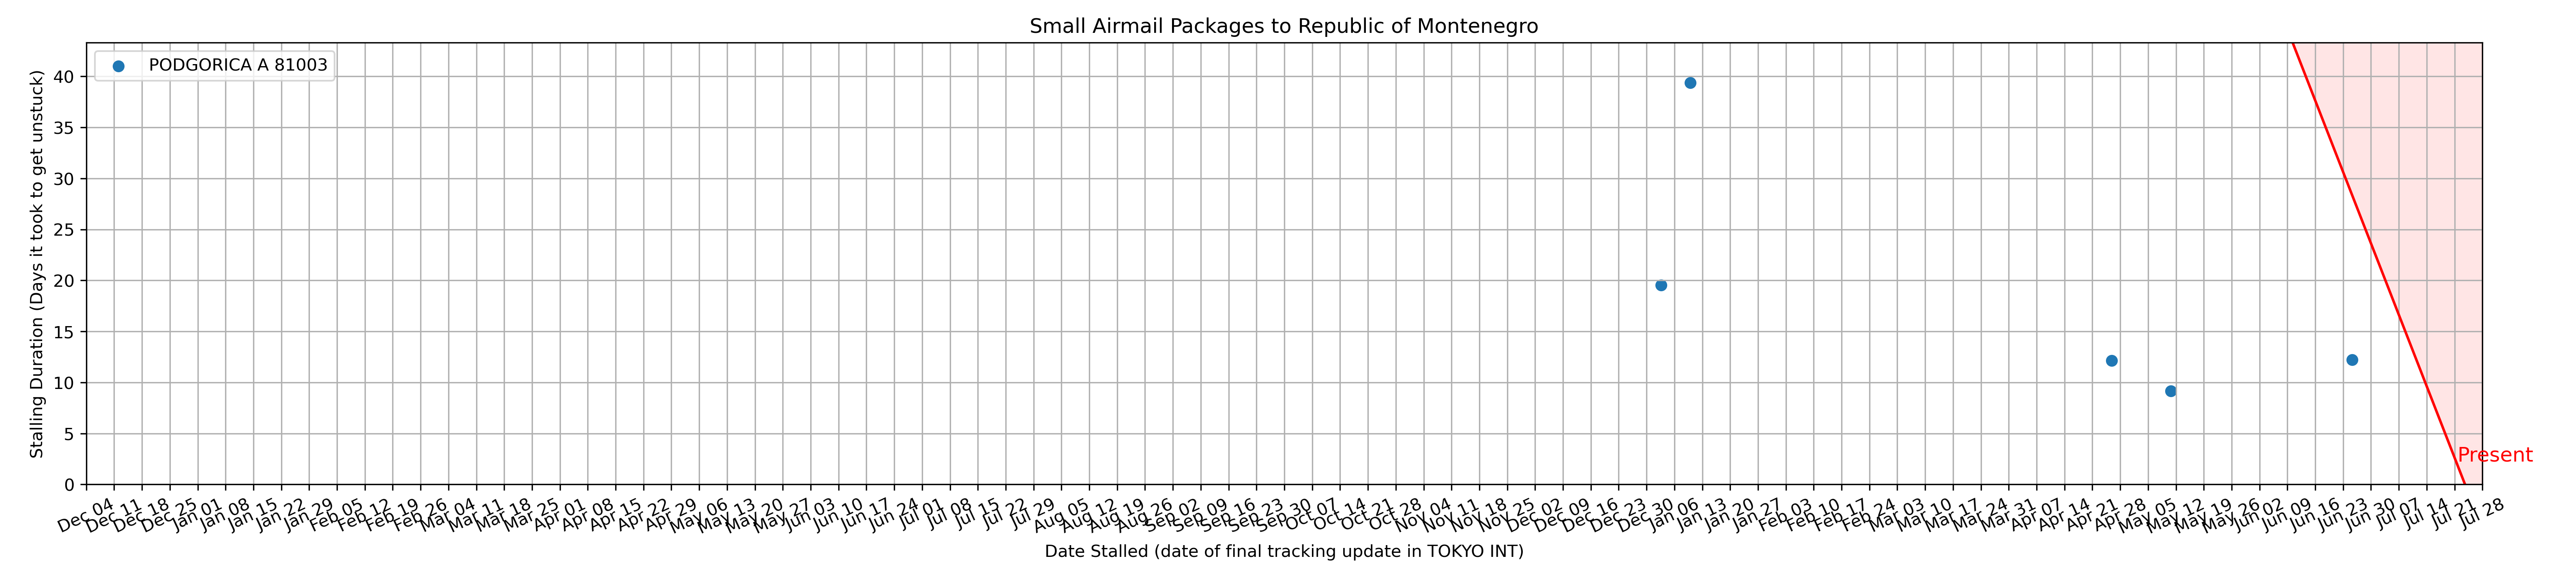 Small Airmail Packages to Republic of Montenegro
PODGORICA A 81003
Stalling Duration (Days it took to get unstuck)
40
35
30
25
20
15
10
5
0
Present
Dec 04 Dec 11 Dec 18 Dec 25 Jan 01 Jan 08 Jan 15 Jan 22 Jan 29 Feb 05 Feb 12 Feb 19 Feb 26 Mar 04 Mar 11 Mar 18 Mar 25 Apr 01 Apr 08 Apr 15 Apr 22 Apr 29 May 06 May 13 May 20 May 27 Jun 03 Jun 10 Jun 17 Jun 24 Jul 01 Jul 08 Jul 15 Jul 22 Jul 29 Aug 05 Aug 12 Aug 19 Aug 26 Sep 02 Sep 09 Sep 16 Sep 23 Sep 30 Oct 07 Oct 14 Oct 21 Oct 28 Nov 04 Nov 11 Nov 18 Nov 25 Dec 02 Dec 09 Dec 16 Dec 23 Dec 30 Jan 06 Jan 13 Jan 20 Jan 27 Feb 03 Feb 10 Feb 17 Feb 24 Mar 03 Mar 10 Mar 17 Mar 24 Mar 31 Apr 07 Apr 14 Apr 21 Apr 28 May 05 May 12 May 19 May 26 Jun 02 Jun 09 Jun 16 Jun 23 Jun 30 Jul 07 Jul 14 Jul 21 Jul 28
Date Stalled (date of final tracking update in TOKYO INT)